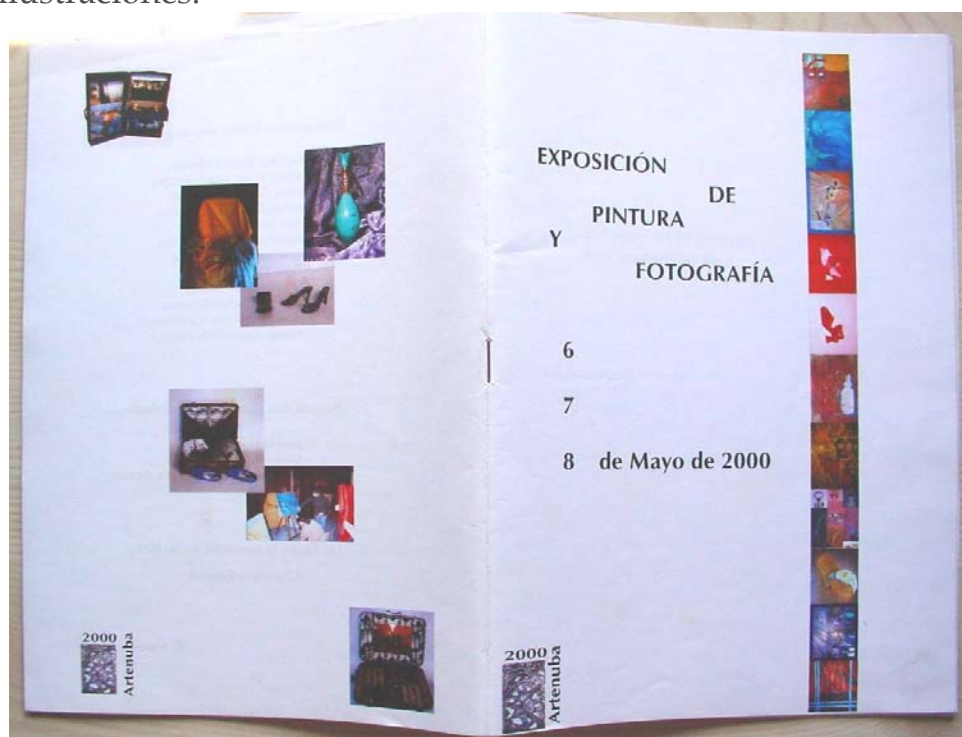 ilustraciones.
2000
Artenuba
EXPOSICIÓN
DE
PINTURA
Y
FOTOGRAFÍA
6
7
8 de Mayo de 2000
2000
Artenuba